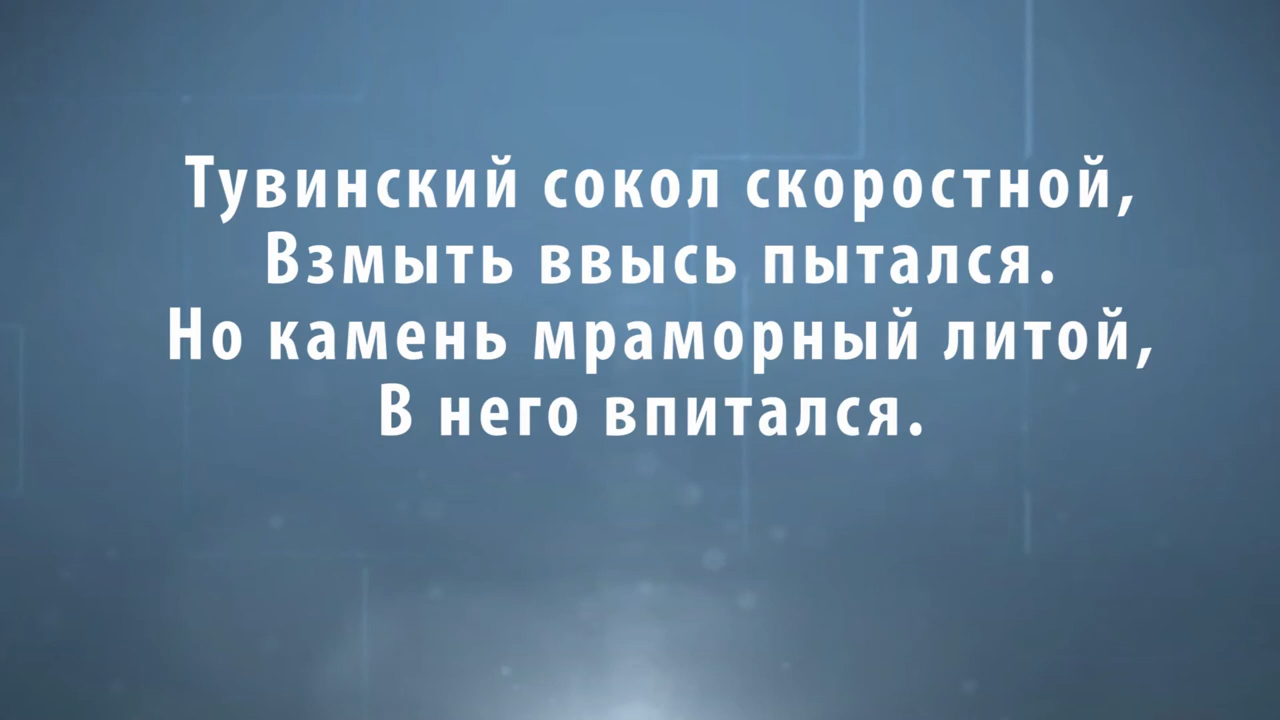 Тувинский сокол скоростной,
Взмыть ввысь пытался.
Но камень мраморный литой,
В него впитался.